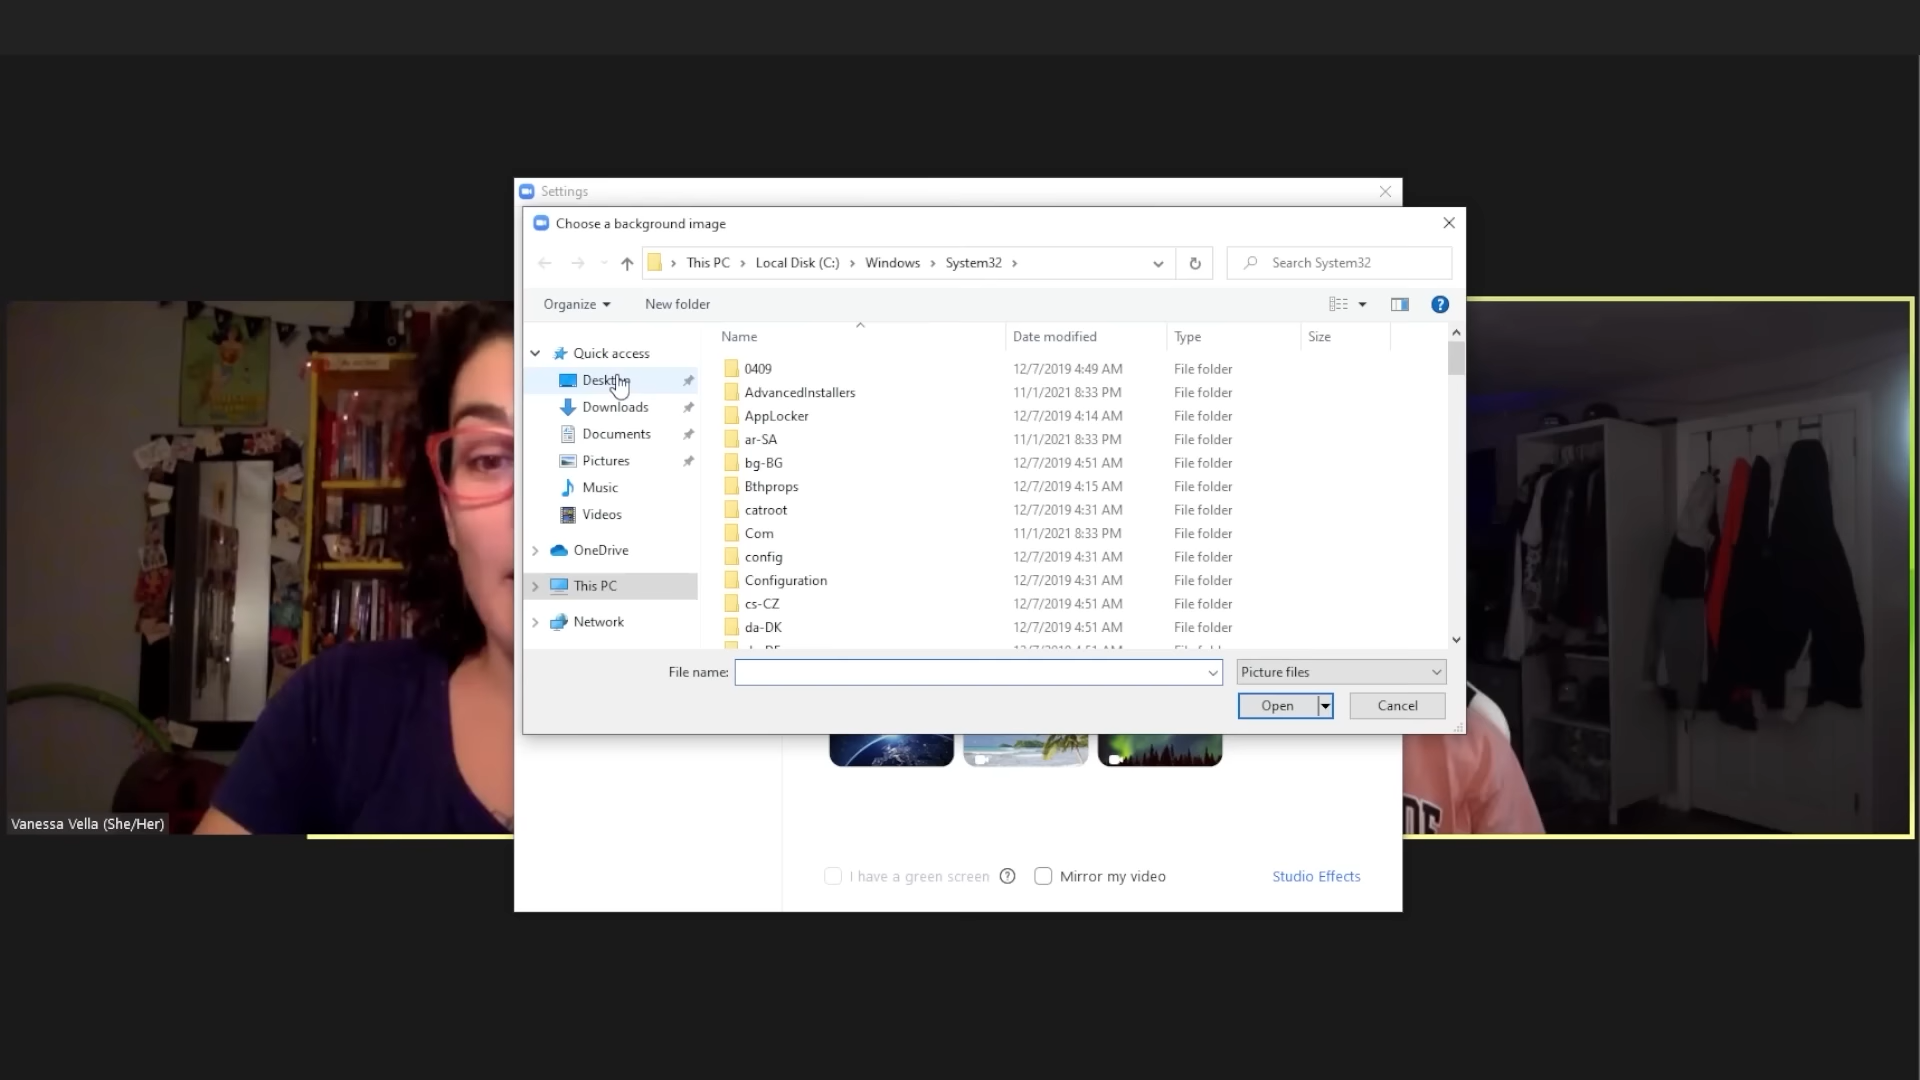 Settings
Choose a background image
This PC > Local Disk (C:) > Windows > System32 >
Search System32
Organize
New folder
Name
Date modified
Type
Size
Quick access
Downloads
Documents
Pictures
Music
Videos
OneDrive
This PC
Network
0409 12/7/2019 4:49 AM File folder
AdvancedInstallers 11/1/2021 8:33 PM File folder
AppLocker 12/7/2019 4:14 AM File folder
ar-SA 11/1/2021 8:33 PM File folder
bg-BG 12/7/2019 4:51 AM File folder
Bthprops 12/7/2019 4:15 AM File folder
catroot 12/7/2019 4:31 AM File folder
Com 11/1/2021 8:33 PM File folder
config 12/7/2019 4:31 AM File folder
Configuration 12/7/2019 4:31 AM File folder
cs-CZ 12/7/2019 4:51 AM File folder
da-DK 12/7/2019 4:51 AM File folder
File name:
Picture files
Open
Cancel
Vanessa Vella (She/Her)
I have a green screen ?
Mirror my video
Studio Effects